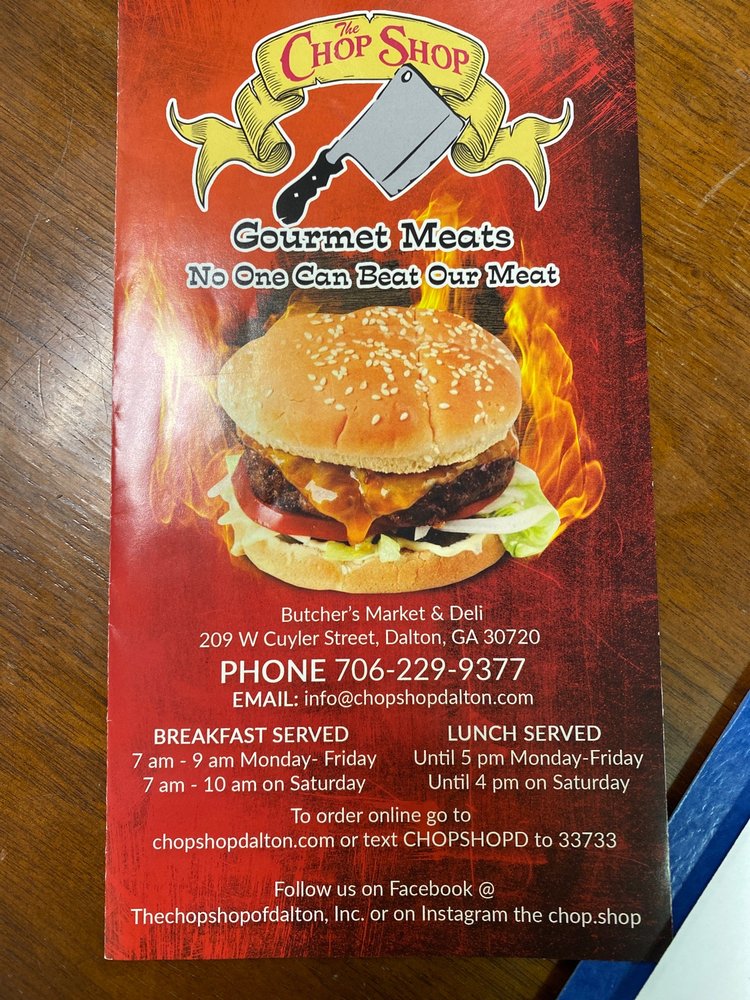 The
CHOP SHOP
Gourmet Meats
No One Can Beat Our Meat
Butcher's Market & Deli
209 W Cuyler Street, Dalton, GA 30720
PHONE 706-229-9377
EMAIL: info@chopshopdalton.com
BREAKFAST SERVED
7 am - 9 am Monday- Friday
7 am - 10 am on Saturday
LUNCH SERVED
Until 5 pm Monday-Friday
Until 4 pm on Saturday
To order online go to
chopshopdalton.com or text CHOPSHOPD to 33733
Follow us on Facebook @
Thechopshopofdalton, Inc. or on Instagram the chop.shop